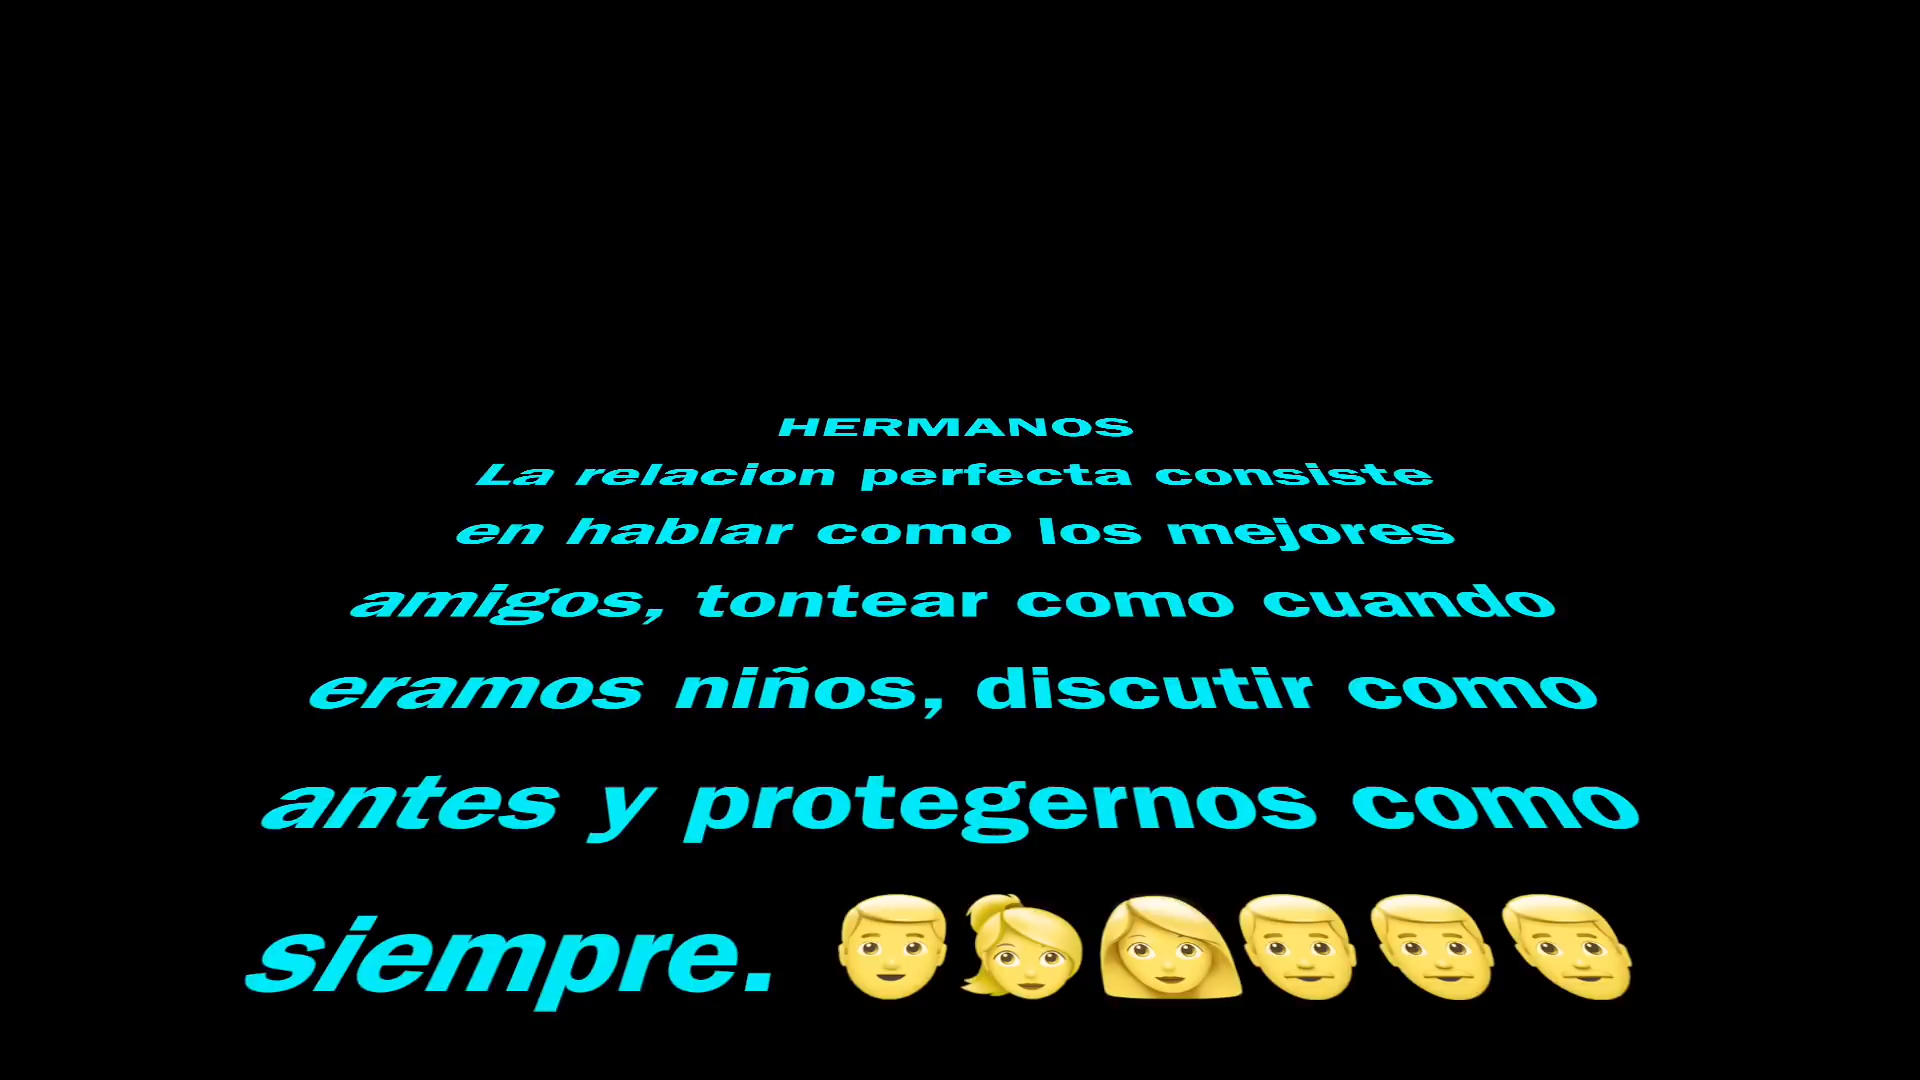 HERMANOS
La relacion perfecta consiste
en hablar como los mejores
amigos, tontear como cuando
eramos niños, discutir como
antes y protegernos como
siempre.